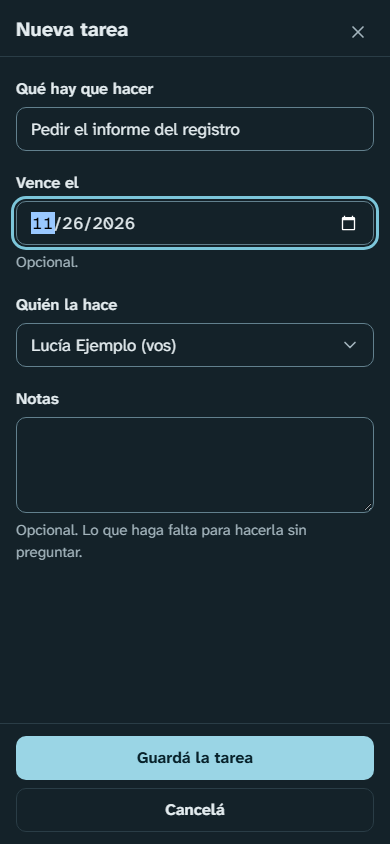 Nueva tarea
Qué hay que hacer
Pedir el informe del registro
Vence el
11/26/2026
Opcional.
Quién la hace
Lucía Ejemplo (vos)
Notas
Opcional. Lo que haga falta para hacerla sin
preguntar.
Guardá la tarea
Cancelá